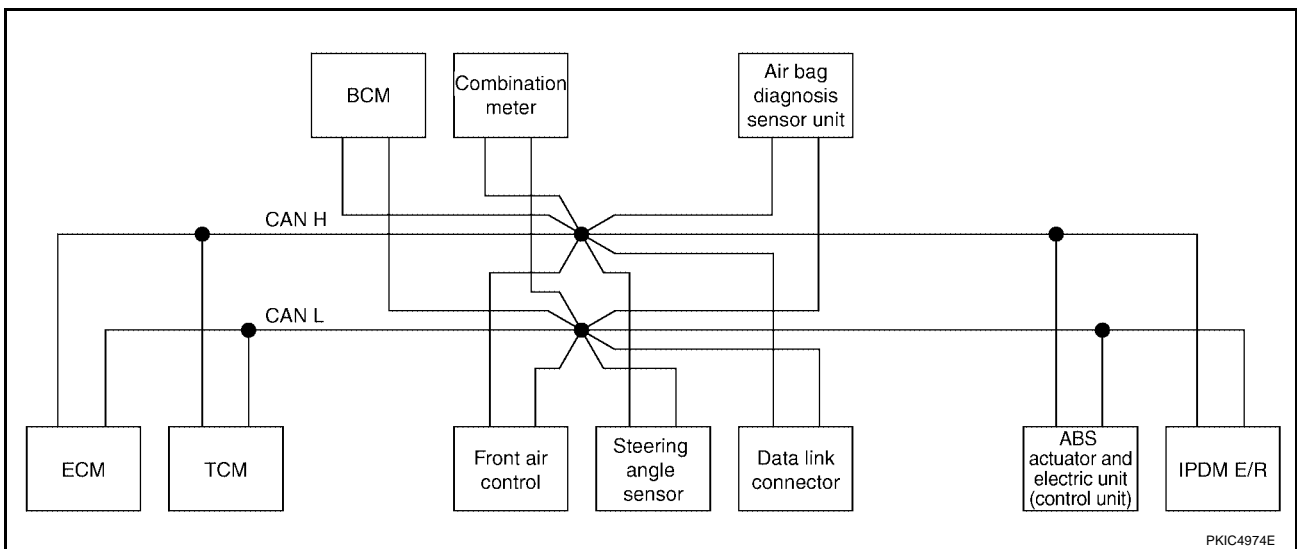 BCM
Combination
meter
Air bag
diagnosis
sensor unit
CAN H
CAN L
ECM
TCM
Front air
control
Steering
angle
sensor
Data link
connector
ABS
actuator and
electric unit
(control unit)
IPDM E/R
PKIC4974E